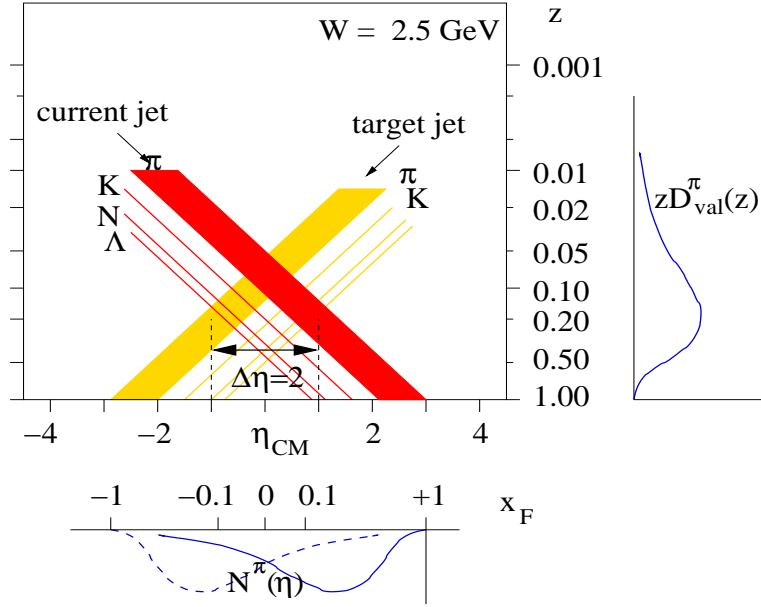 W = 2.5 GeV
z
0.001
current jet
target jet
π
π
0.01
K
K
0.02
N
Λ
zD^π_val(z)
0.05
0.10
0.20
0.50
Δη=2
1.00
−4 −2 η_CM 2 4
−1 −0.1 0 0.1 +1 x_F
N^π(η)